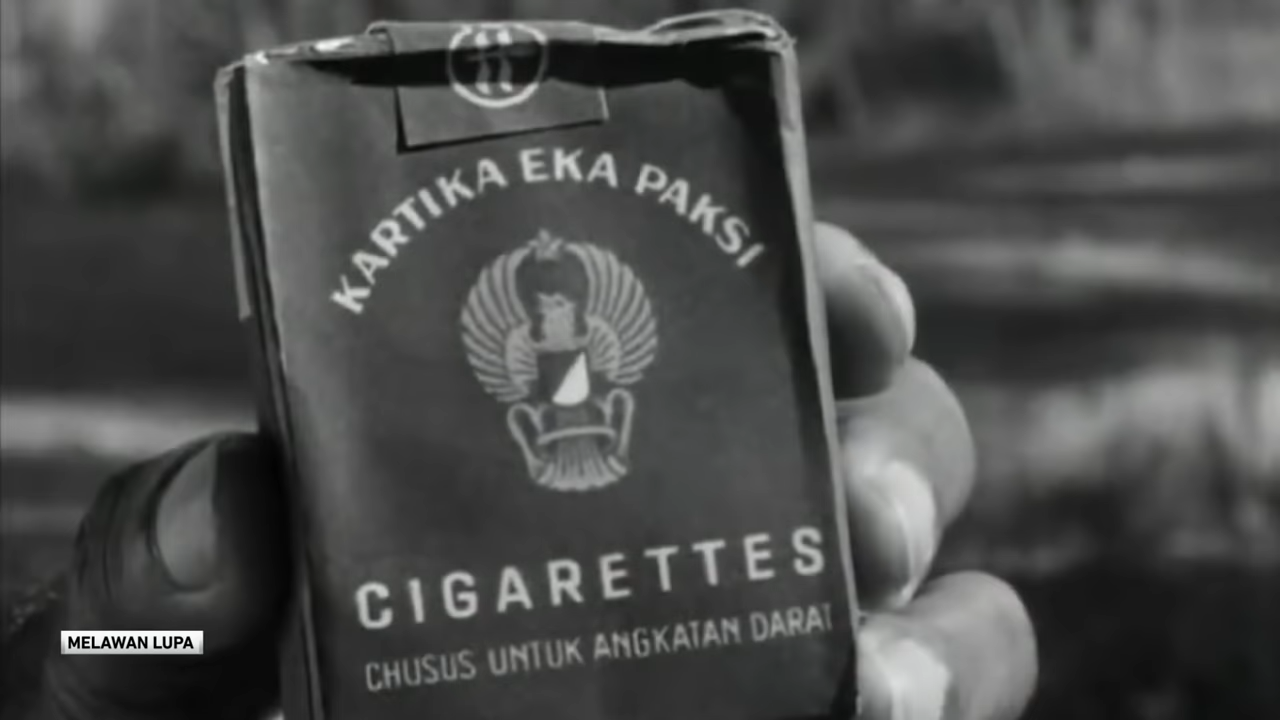 KARTIKA EKA PAKSI
CIGARETTES
CHUSUS UNTUK ANGKATAN DARAT
MELAWAN LUPA